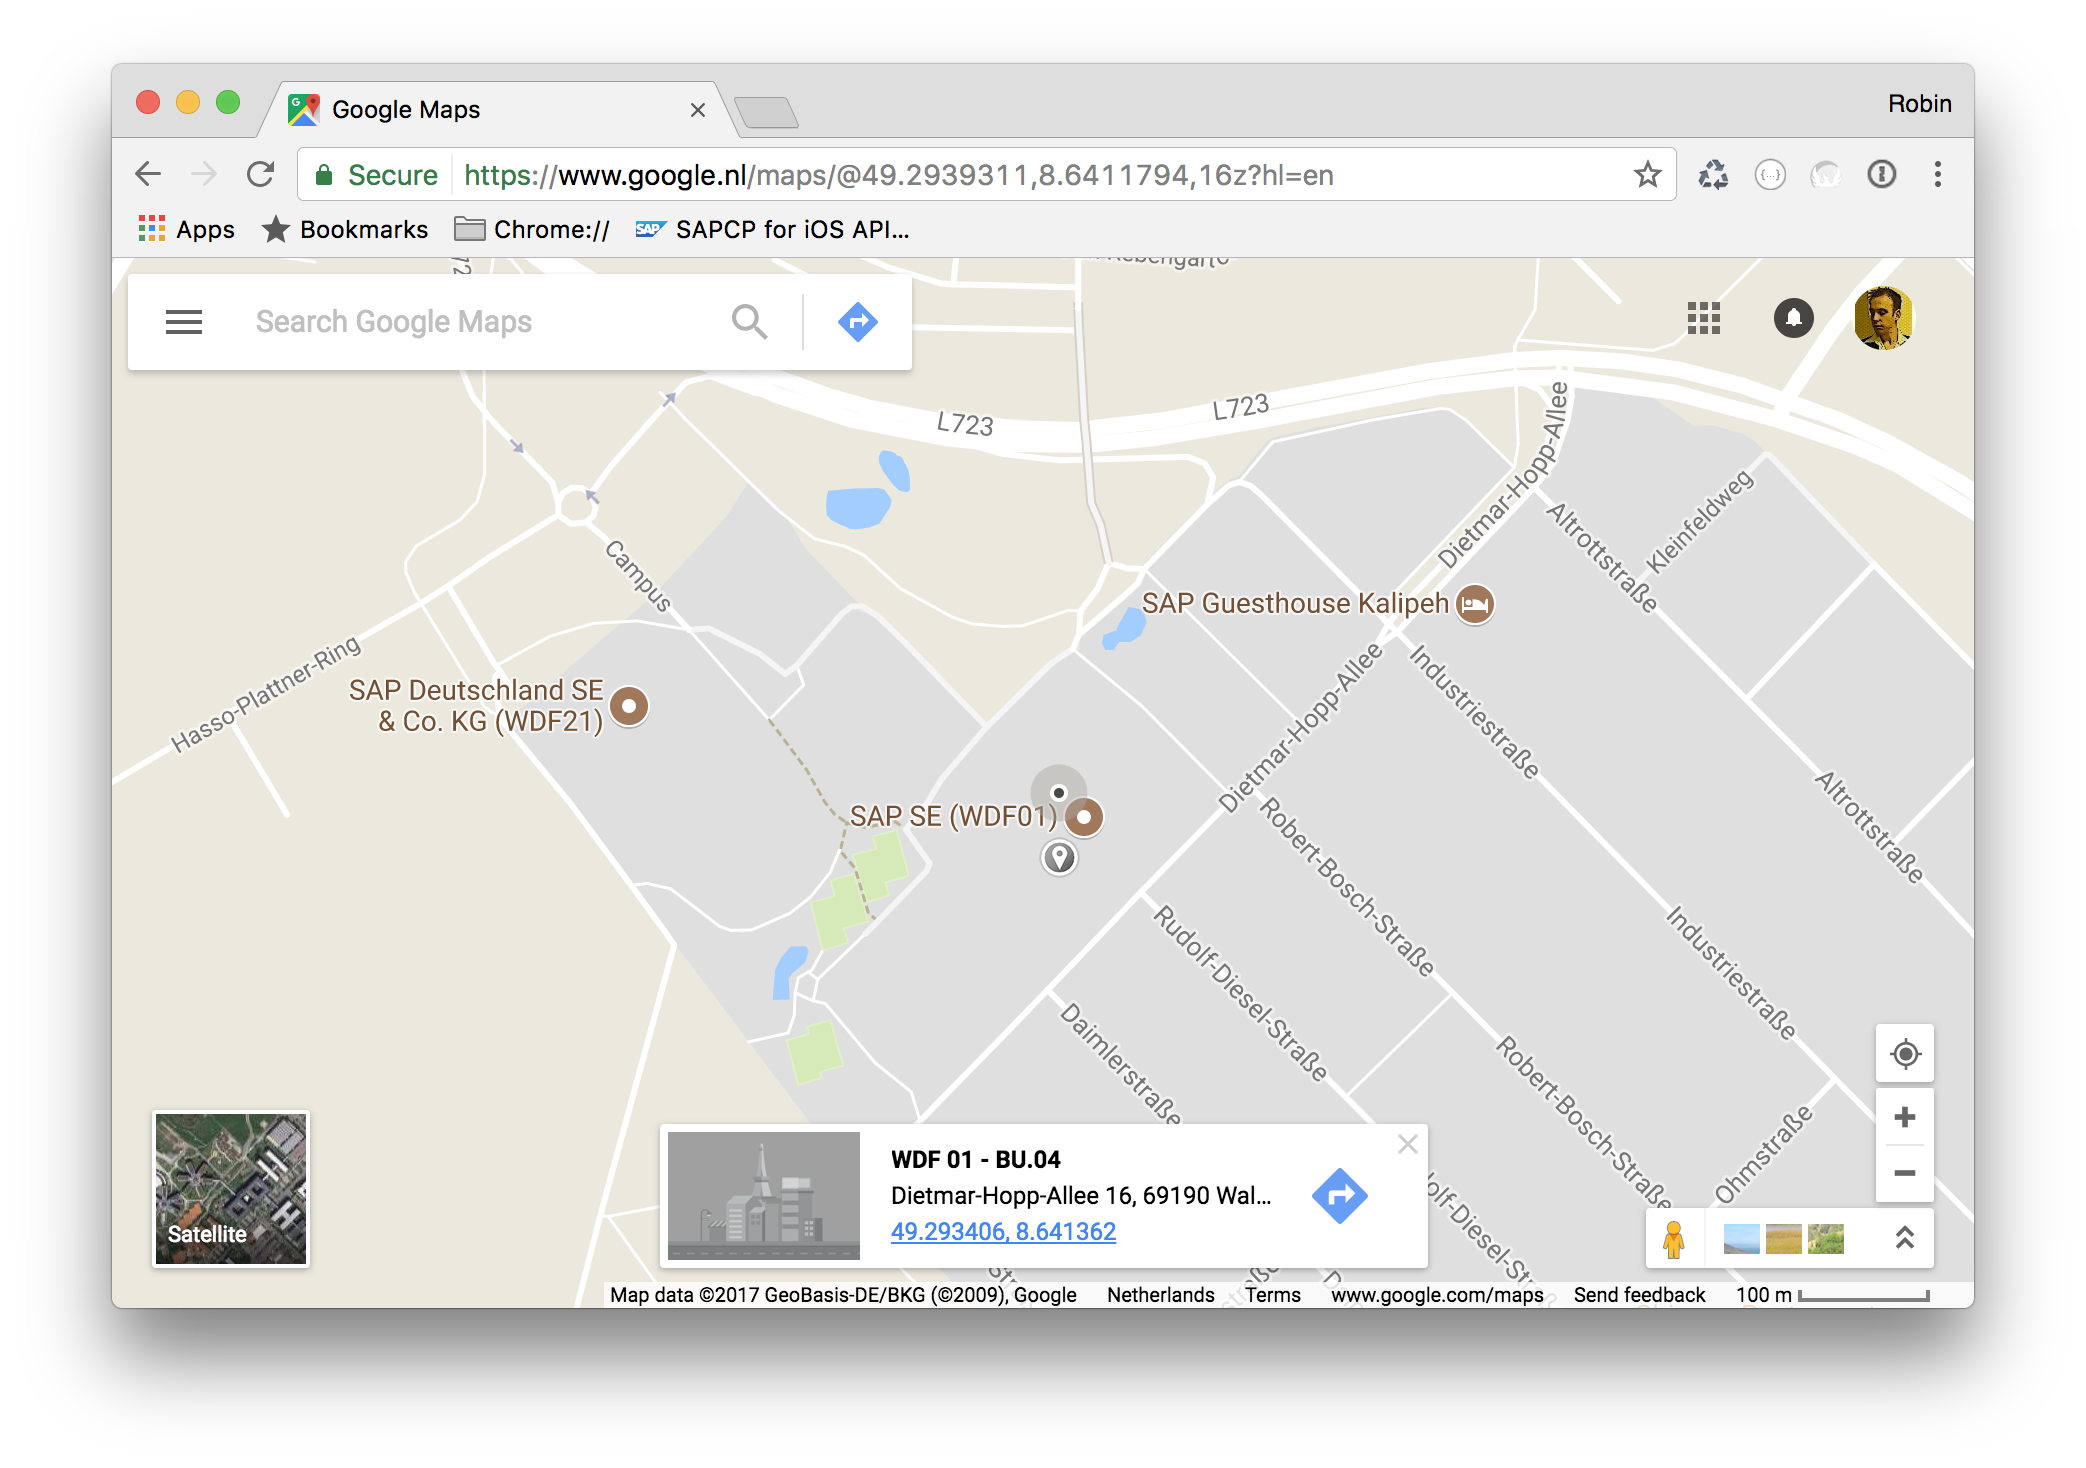 Google Maps
Robin
Secure
https://www.google.nl/maps/@49.2939311,8.6411794,16z?hl=en
Apps
Bookmarks
Chrome://
SAP
SAPCP for iOS API...
Search Google Maps
L723
L723
Dietmar-Hopp-Allee
Altrottstraße
Kleinfeldweg
Campus
SAP Guesthouse Kalipeh
Hasso-Plattner-Ring
SAP Deutschland SE
& Co. KG (WDF21)
Dietmar-Hopp-Allee
Industriestraße
SAP SE (WDF01)
Robert-Bosch-Straße
Altrottstraße
Rudolf-Diesel-Straße
Industriestraße
Daimlerstraße
Robert-Bosch-Straße
Ohmstraße
Satellite
WDF 01 - BU.04
Dietmar-Hopp-Allee 16, 69190 Wal...
49.293406, 8.641362
Map data ©2017 GeoBasis-DE/BKG (©2009), Google
Netherlands
Terms
www.google.com/maps
Send feedback
100 m